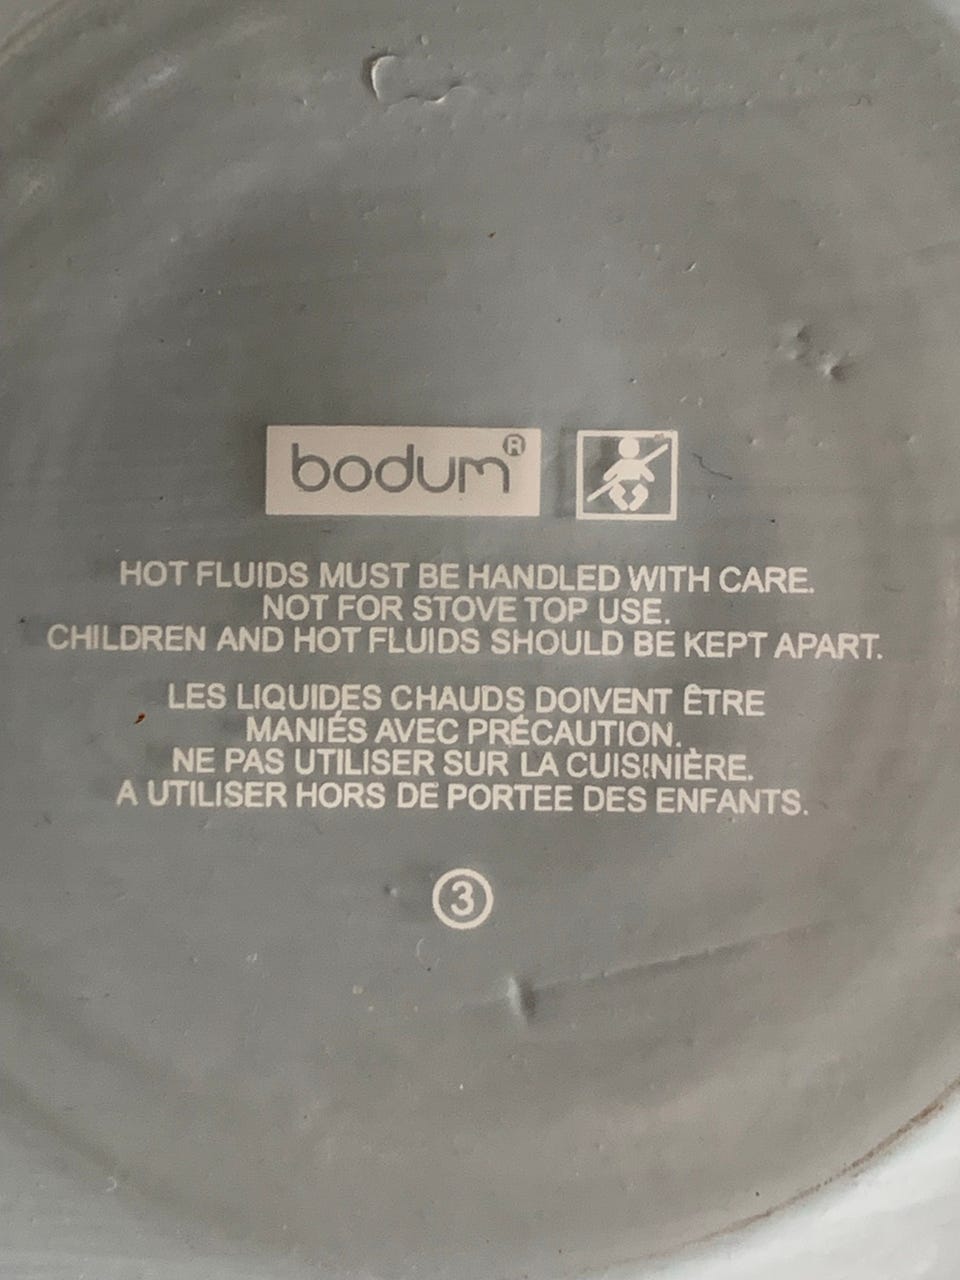 bodum®
HOT FLUIDS MUST BE HANDLED WITH CARE.
NOT FOR STOVE TOP USE.
CHILDREN AND HOT FLUIDS SHOULD BE KEPT APART.
LES LIQUIDES CHAUDS DOIVENT ÊTRE
MANIÉS AVEC PRÉCAUTION.
NE PAS UTILISER SUR LA CUISINIÈRE.
A UTILISER HORS DE PORTEE DES ENFANTS.
3